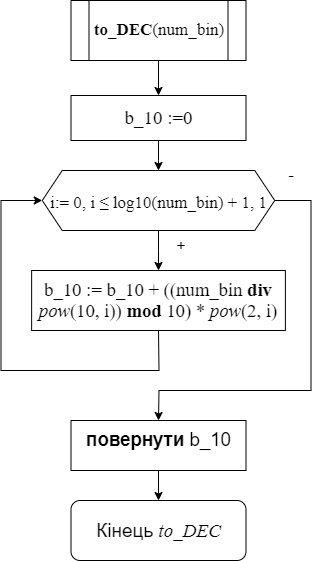 to_DEC(num_bin)
b_10 :=0
-
i:= 0, i ≤ log10(num_bin) + 1, 1
+
b_10 := b_10 + ((num_bin div
pow(10, i)) mod 10) * pow(2, i)
повернути b_10
Кінець to_DEC